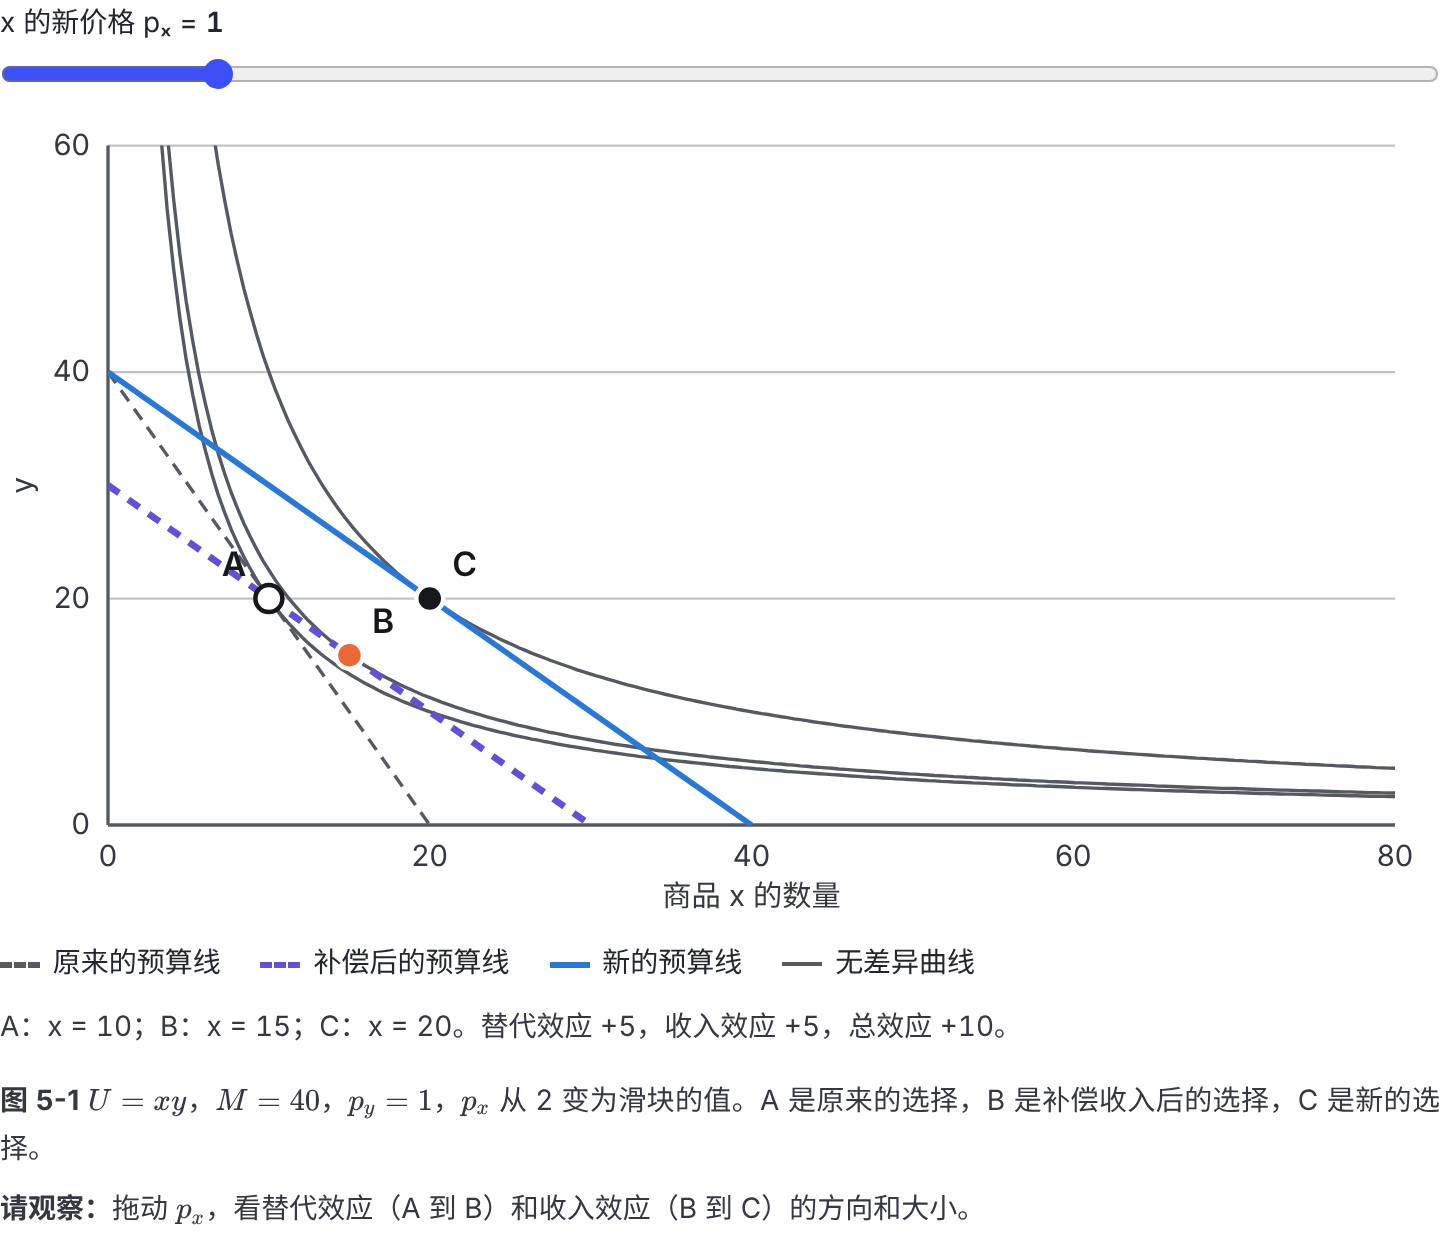 x 的新价格 pₓ = 1
60
40
20
0
y
A
B
C
0 20 40 60 80
商品 x 的数量
原来的预算线 补偿后的预算线 新的预算线 无差异曲线
A：x = 10；B：x = 15；C：x = 20。替代效应 +5，收入效应 +5，总效应 +10。
图 5-1 U = xy，M = 40，p_y = 1，p_x 从 2 变为滑块的值。A 是原来的选择，B 是补偿收入后的选择，C 是新的选
择。
请观察：拖动 p_x，看替代效应（A 到 B）和收入效应（B 到 C）的方向和大小。